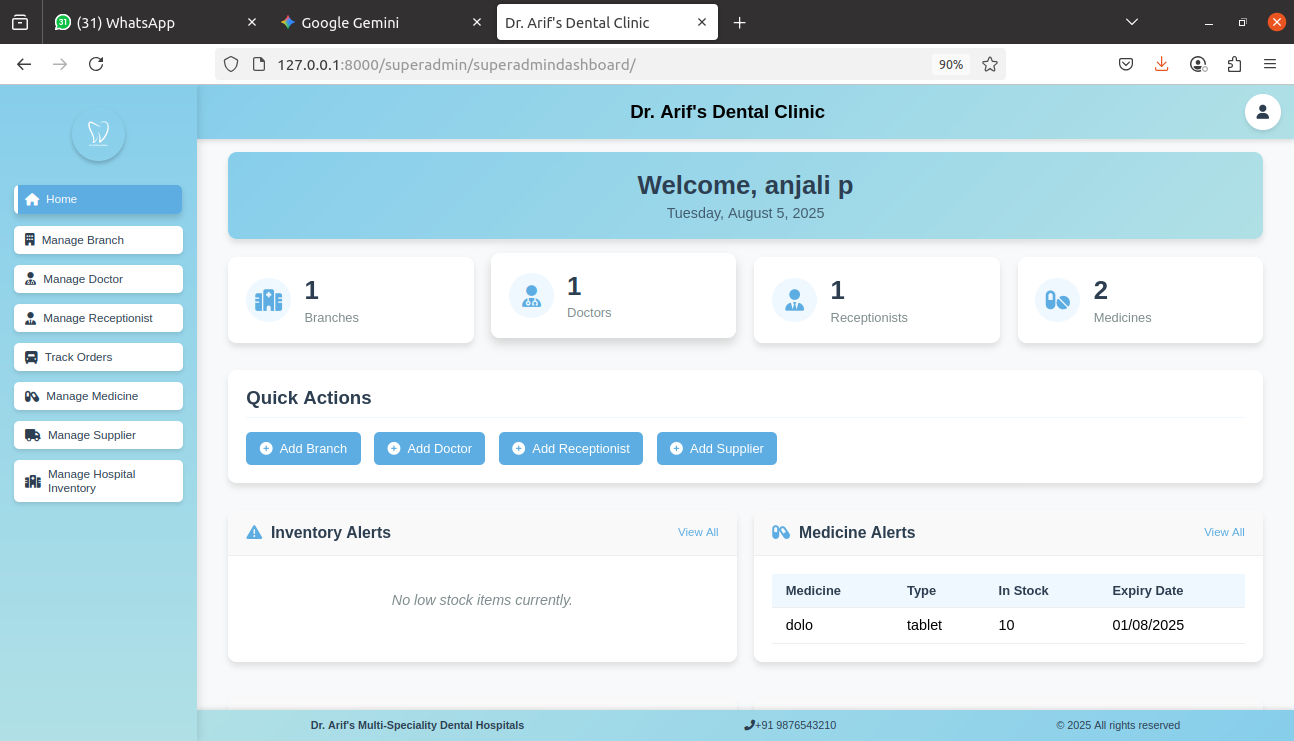 (31) WhatsApp
Google Gemini
Dr. Arif's Dental Clinic
127.0.0.1:8000/superadmin/superadmindashboard/
90%
Dr. Arif's Dental Clinic
Home
Manage Branch
Manage Doctor
Manage Receptionist
Track Orders
Manage Medicine
Manage Supplier
Manage Hospital
Inventory
Welcome, anjali p
Tuesday, August 5, 2025
1
Branches
1
Doctors
1
Receptionists
2
Medicines
Quick Actions
Add Branch Add Doctor Add Receptionist Add Supplier
Inventory Alerts View All
No low stock items currently.
Medicine Alerts View All
Medicine Type In Stock Expiry Date
dolo tablet 10 01/08/2025
Dr. Arif's Multi-Speciality Dental Hospitals +91 9876543210 © 2025 All rights reserved